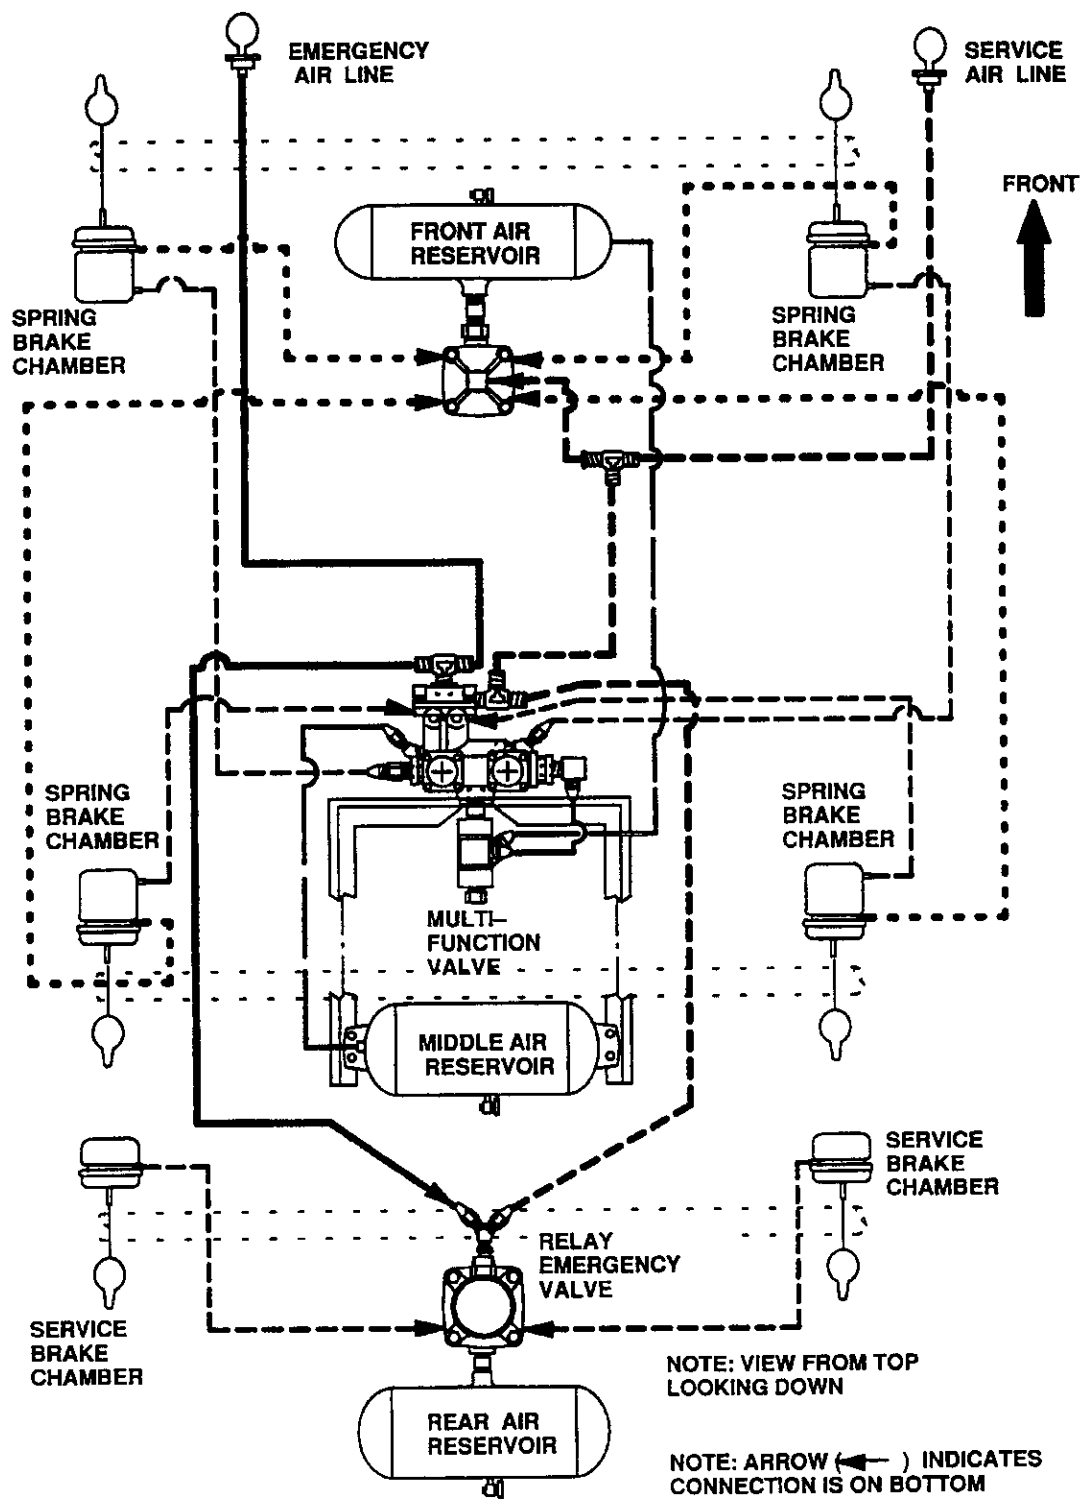 EMERGENCY
AIR LINE
SERVICE
AIR LINE
FRONT
FRONT AIR
RESERVOIR
SPRING
BRAKE
CHAMBER
SPRING
BRAKE
CHAMBER
SPRING
BRAKE
CHAMBER
SPRING
BRAKE
CHAMBER
MULTI–
FUNCTION
VALVE
MIDDLE AIR
RESERVOIR
SERVICE
BRAKE
CHAMBER
RELAY
EMERGENCY
VALVE
SERVICE
BRAKE
CHAMBER
NOTE: VIEW FROM TOP
LOOKING DOWN
REAR AIR
RESERVOIR
NOTE: ARROW ( ) INDICATES
CONNECTION IS ON BOTTOM